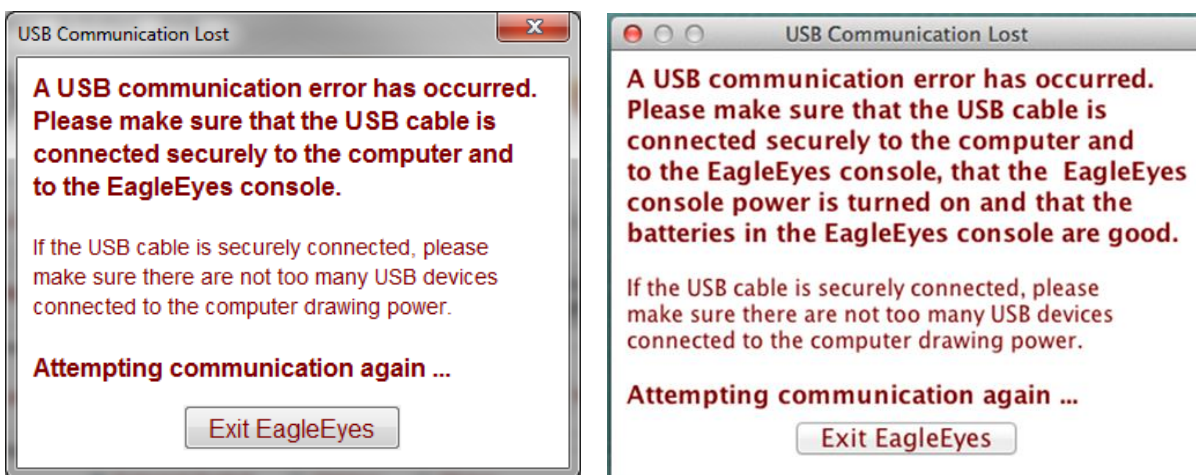 USB Communication Lost
A USB communication error has occurred.
Please make sure that the USB cable is
connected securely to the computer and
to the EagleEyes console.
If the USB cable is securely connected, please
make sure there are not too many USB devices
connected to the computer drawing power.
Attempting communication again ...
Exit EagleEyes
USB Communication Lost
A USB communication error has occurred.
Please make sure that the USB cable is
connected securely to the computer and
to the EagleEyes console, that the  EagleEyes
console power is turned on and that the
batteries in the EagleEyes console are good.
If the USB cable is securely connected, please
make sure there are not too many USB devices
connected to the computer drawing power.
Attempting communication again ...
Exit EagleEyes